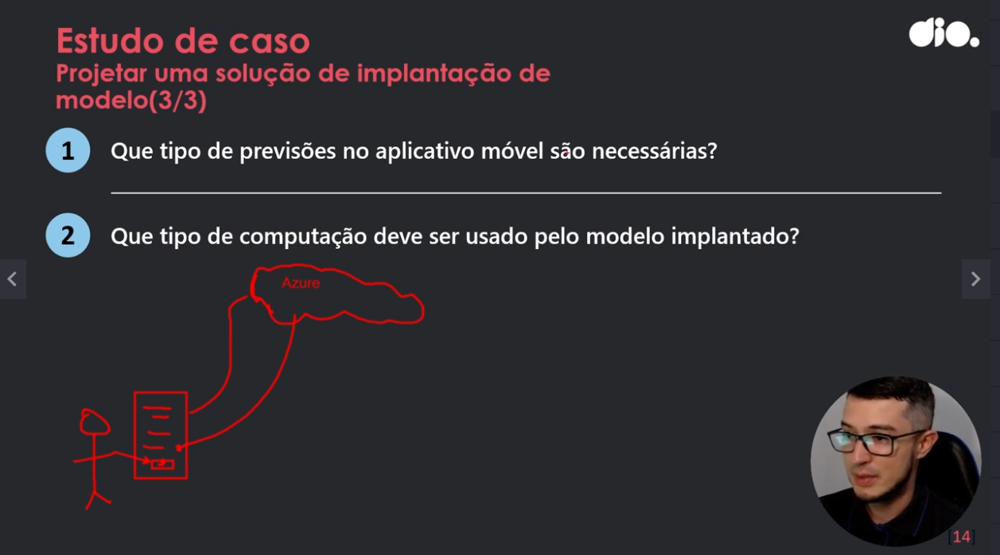 Estudo de caso
dio.
Projetar uma solução de implantação de
modelo(3/3)
1 Que tipo de previsões no aplicativo móvel são necessárias?
2 Que tipo de computação deve ser usado pelo modelo implantado?
Azure
[14]